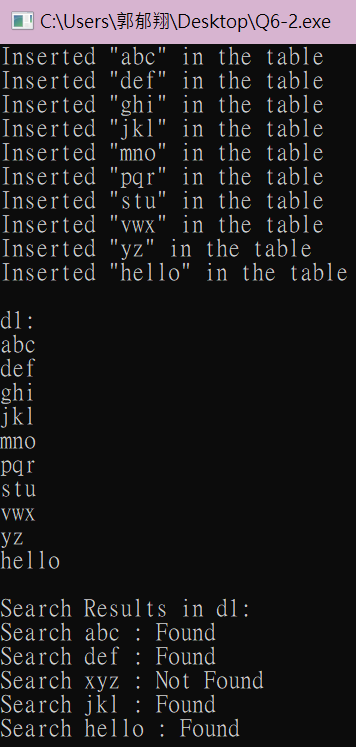 C:\Users\郭郁翔\Desktop\Q6-2.exe
Inserted "abc" in the table
Inserted "def" in the table
Inserted "ghi" in the table
Inserted "jkl" in the table
Inserted "mno" in the table
Inserted "pqr" in the table
Inserted "stu" in the table
Inserted "vwx" in the table
Inserted "yz" in the table
Inserted "hello" in the table
d1:
abc
def
ghi
jkl
mno
pqr
stu
vwx
yz
hello
Search Results in d1:
Search abc : Found
Search def : Found
Search xyz : Not Found
Search jkl : Found
Search hello : Found